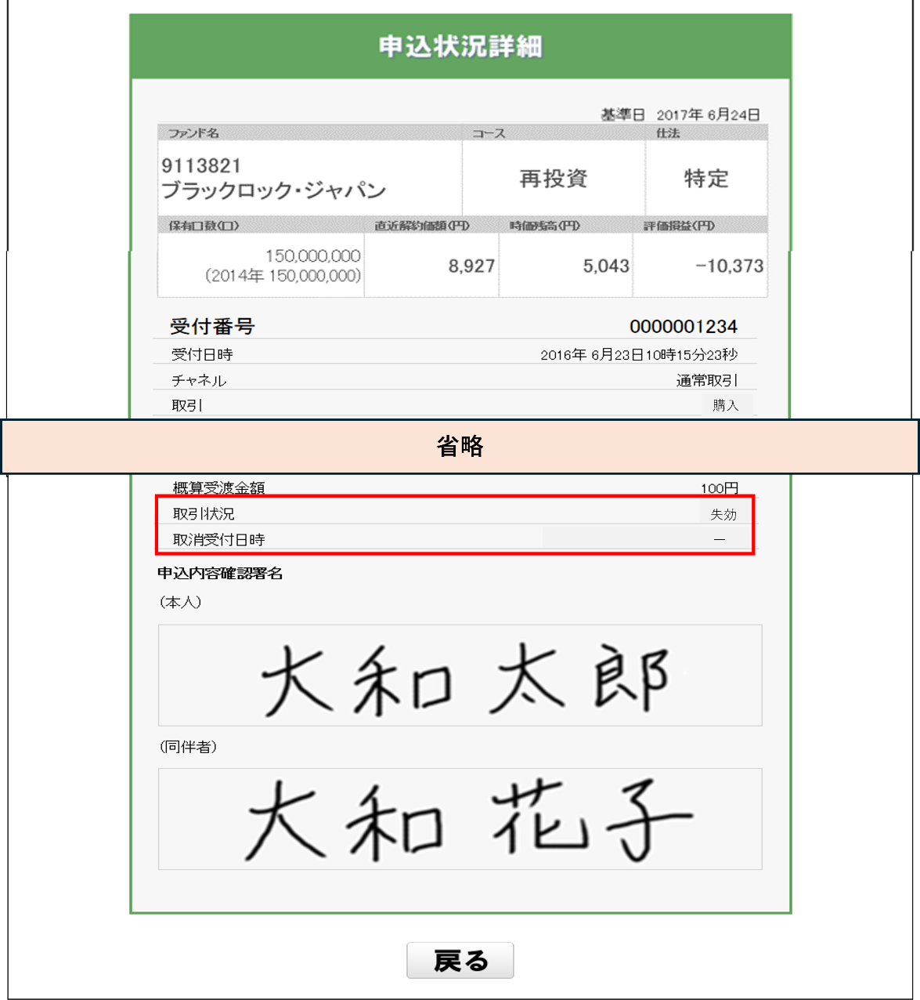 申込状況詳細
基準日 2017年 6月24日
ファンド名 コース 仕法
9113821
ブラックロック・ジャパン
再投資 特定
保有口数(口) 直近解約価額(円) 時価残高(円) 評価損益(円)
150,000,000
(2014年 150,000,000)
8,927 5,043 -10,373
受付番号 0000001234
受付日時 2016年 6月23日10時15分23秒
チャネル 通常取引
取引 購入
省略
概算受渡金額 100円
取引状況 失効
取消受付日時 —
申込内容確認署名
(本人)
大和 太郎
(同伴者)
大和 花子
戻る